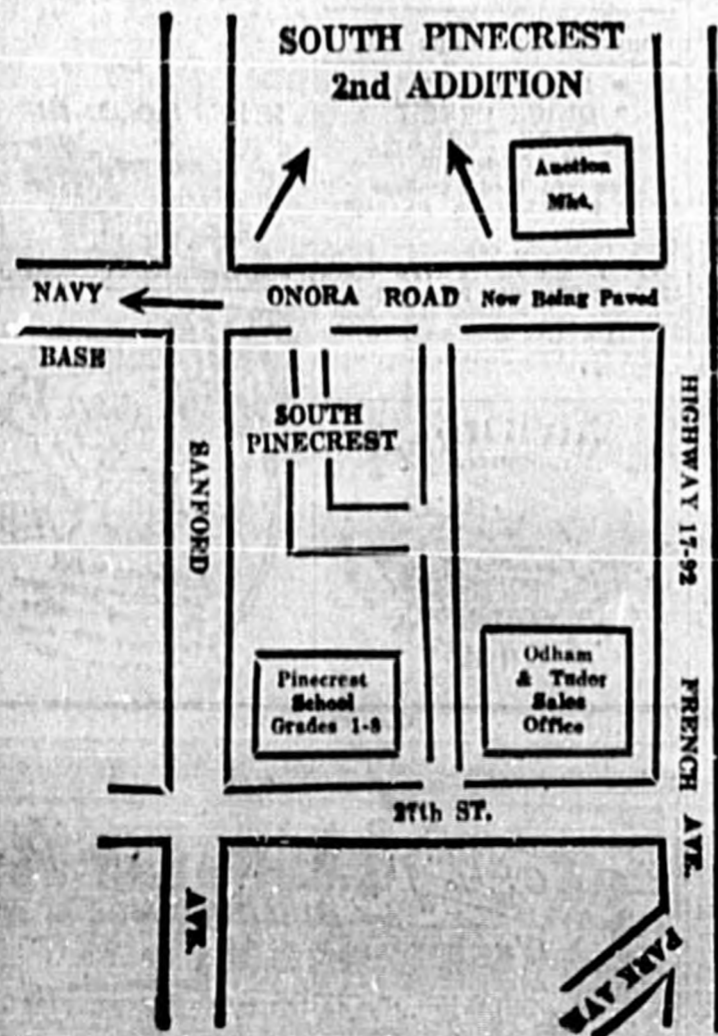 SOUTH PINECREST
2nd ADDITION
Auction
Mkt.
NAVY
BASE
ONORA ROAD Now Being Paved
SOUTH
PINECREST
SANFORD
AVE.
HIGHWAY 17-92
FRENCH AVE.
Pinecrest
School
Grades 1-8
Odham
& Tudor
Sales
Office
27th ST.
PARK AVE